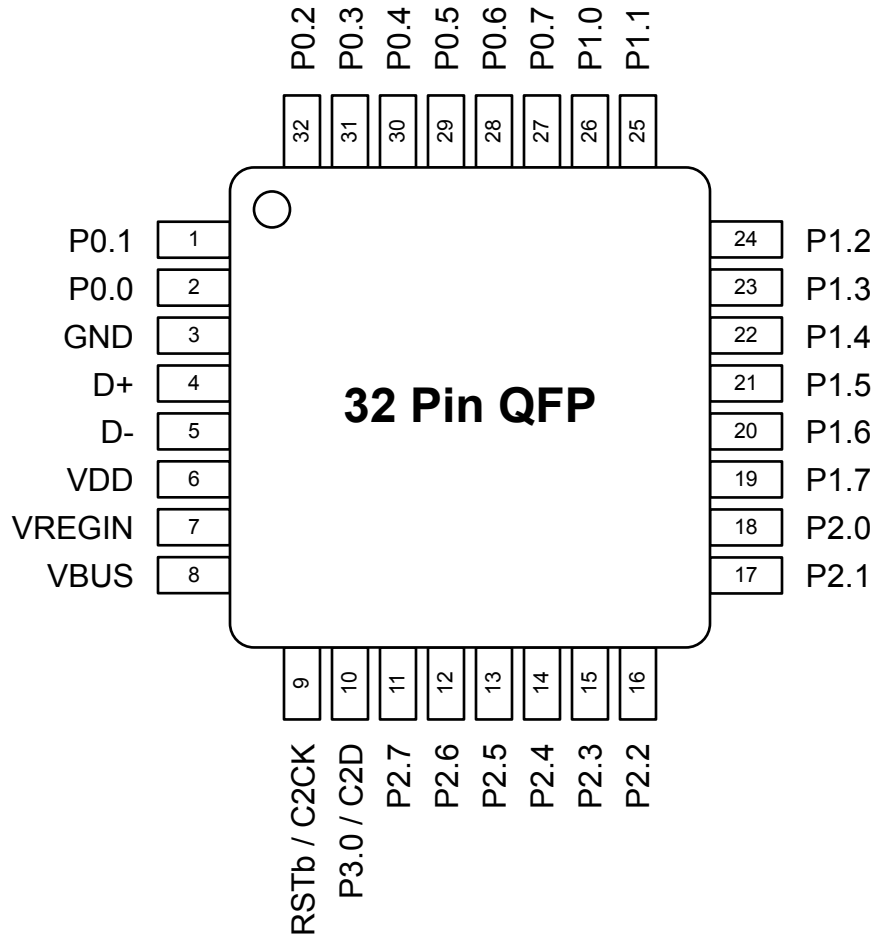 P0.2 P0.3 P0.4 P0.5 P0.6 P0.7 P1.0 P1.1
32 31 30 29 28 27 26 25
P0.1 1 24 P1.2
P0.0 2 23 P1.3
GND 3 22 P1.4
D+ 4 21 P1.5
32 Pin QFP
D- 5 20 P1.6
VDD 6 19 P1.7
VREGIN 7 18 P2.0
VBUS 8 17 P2.1
9 10 11 12 13 14 15 16
RSTb / C2CK P3.0 / C2D P2.7 P2.6 P2.5 P2.4 P2.3 P2.2